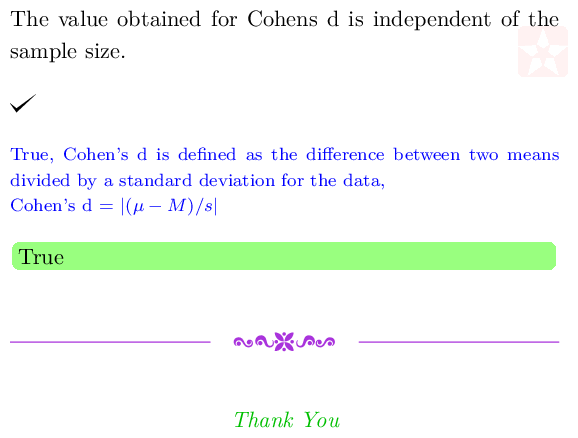 The value obtained for Cohens d is independent of the
sample size.
True, Cohen's d is defined as the difference between two means
divided by a standard deviation for the data,
Cohen's d = |(μ − M)/s|
True
Thank You